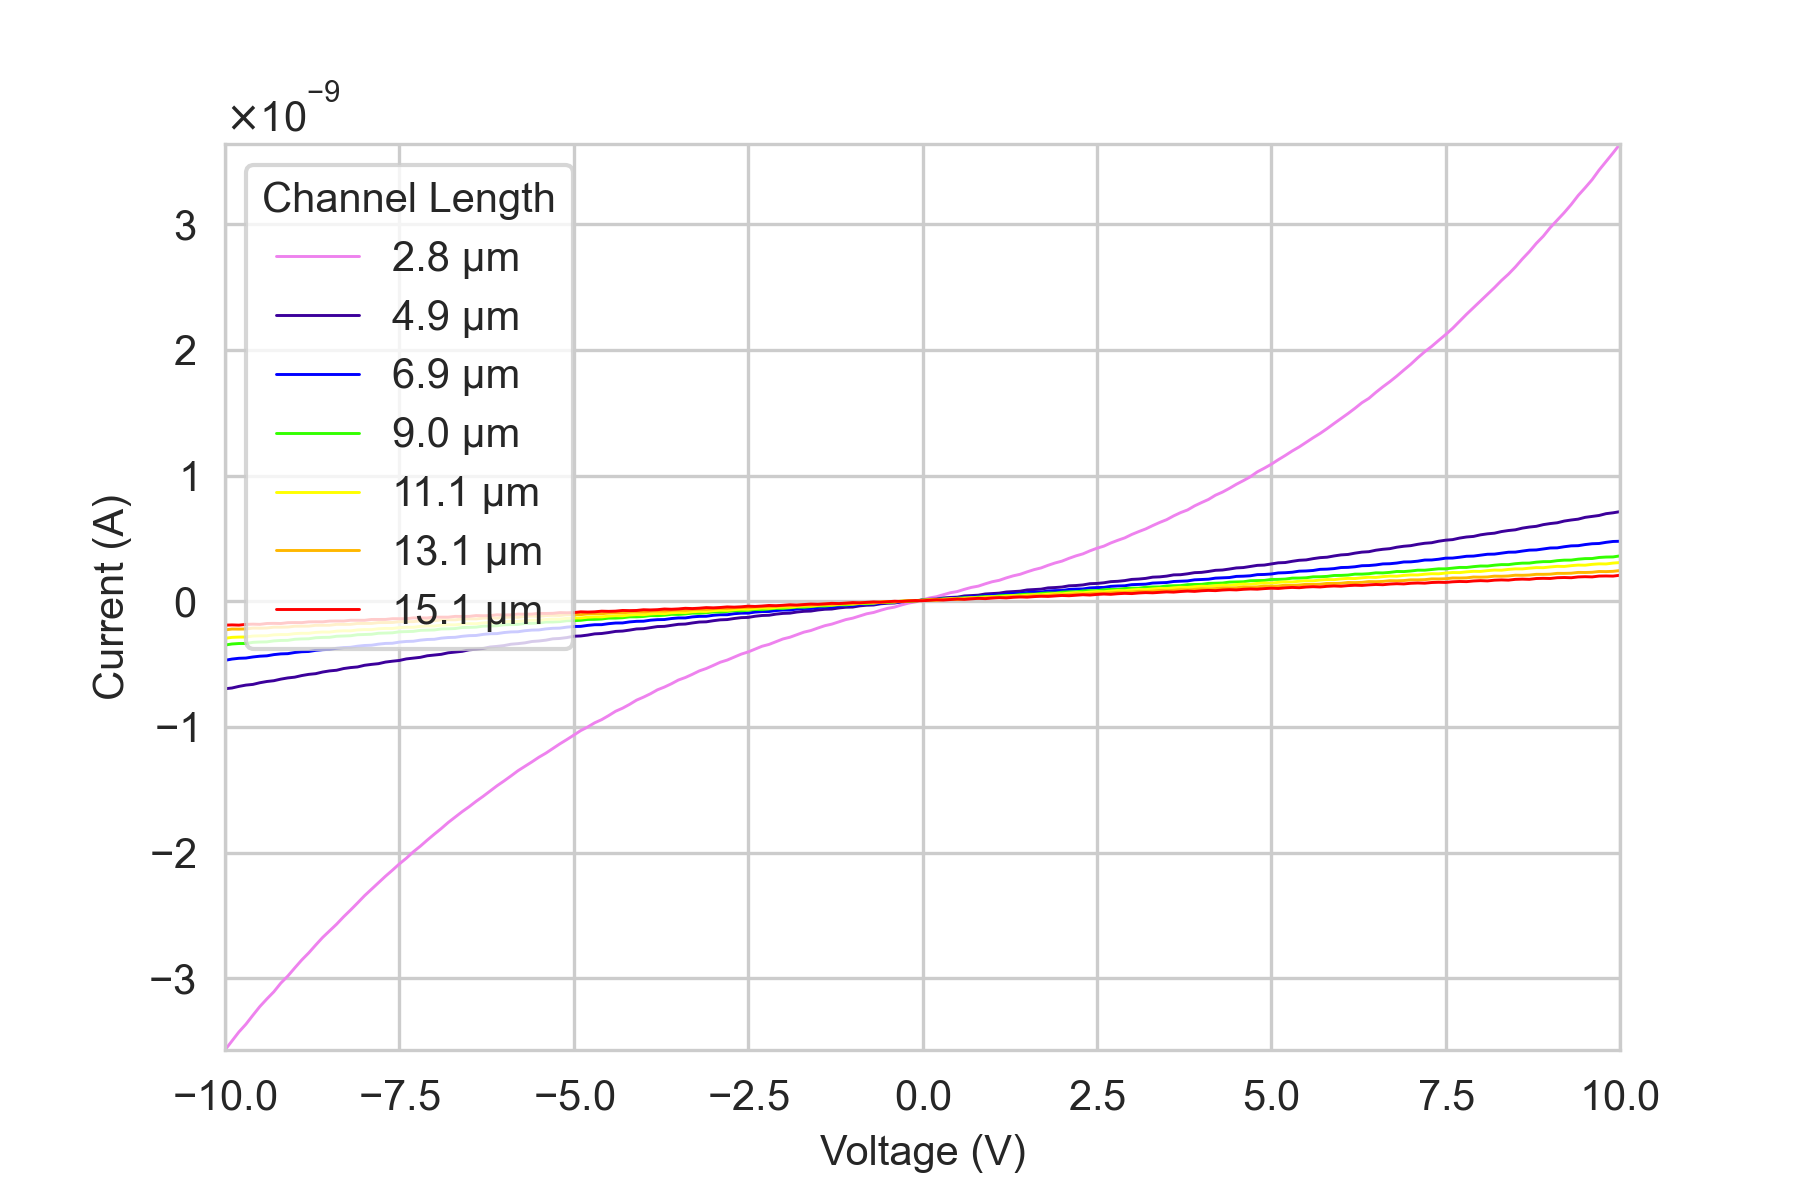 ×10⁻⁹
Channel Length
2.8 µm
4.9 µm
6.9 µm
9.0 µm
11.1 µm
13.1 µm
15.1 µm
3
2
1
0
−1
−2
−3
Current (A)
−10.0 −7.5 −5.0 −2.5 0.0 2.5 5.0 7.5 10.0
Voltage (V)